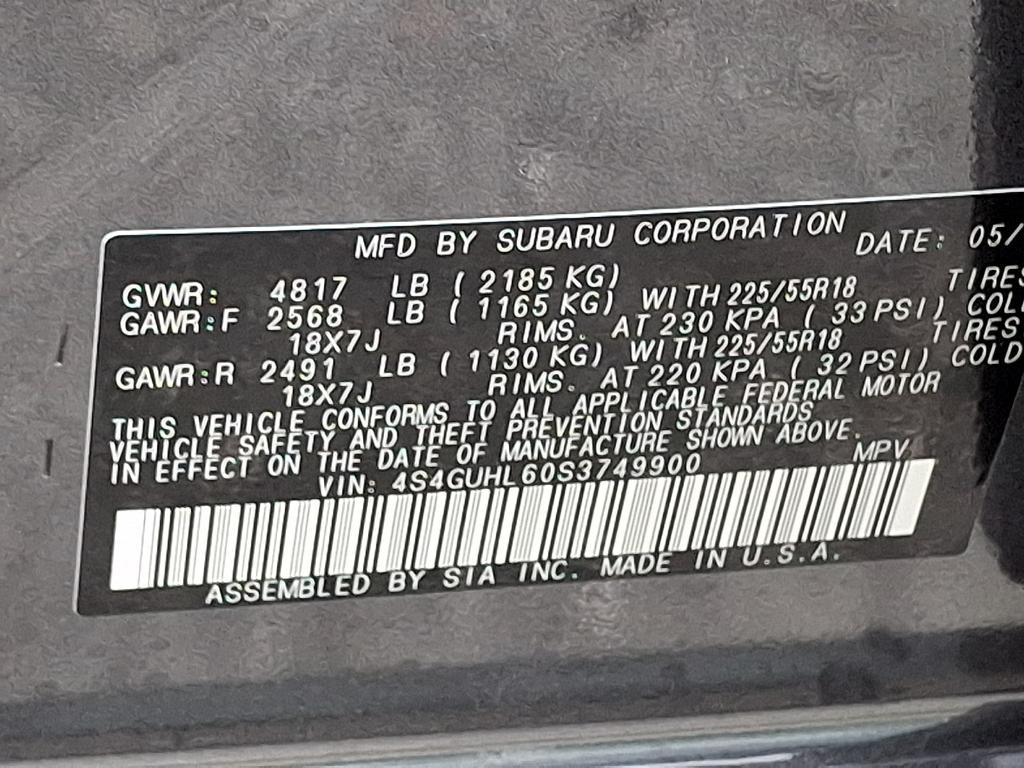 MFD BY SUBARU CORPORATION DATE: 05/
GVWR: 4817 LB ( 2185 KG)
GAWR:F 2568 LB ( 1165 KG) WITH 225/55R18 TIRES
18X7J RIMS. AT 230 KPA ( 33 PSI) COLD
GAWR:R 2491 LB ( 1130 KG) WITH 225/55R18 TIRES
18X7J RIMS. AT 220 KPA ( 32 PSI) COLD
THIS VEHICLE CONFORMS TO ALL APPLICABLE FEDERAL MOTOR
VEHICLE SAFETY AND THEFT PREVENTION STANDARDS
IN EFFECT ON THE DATE OF MANUFACTURE SHOWN ABOVE.
VIN: 4S4GUHL60S3749900 MPV
ASSEMBLED BY SIA INC. MADE IN U.S.A.